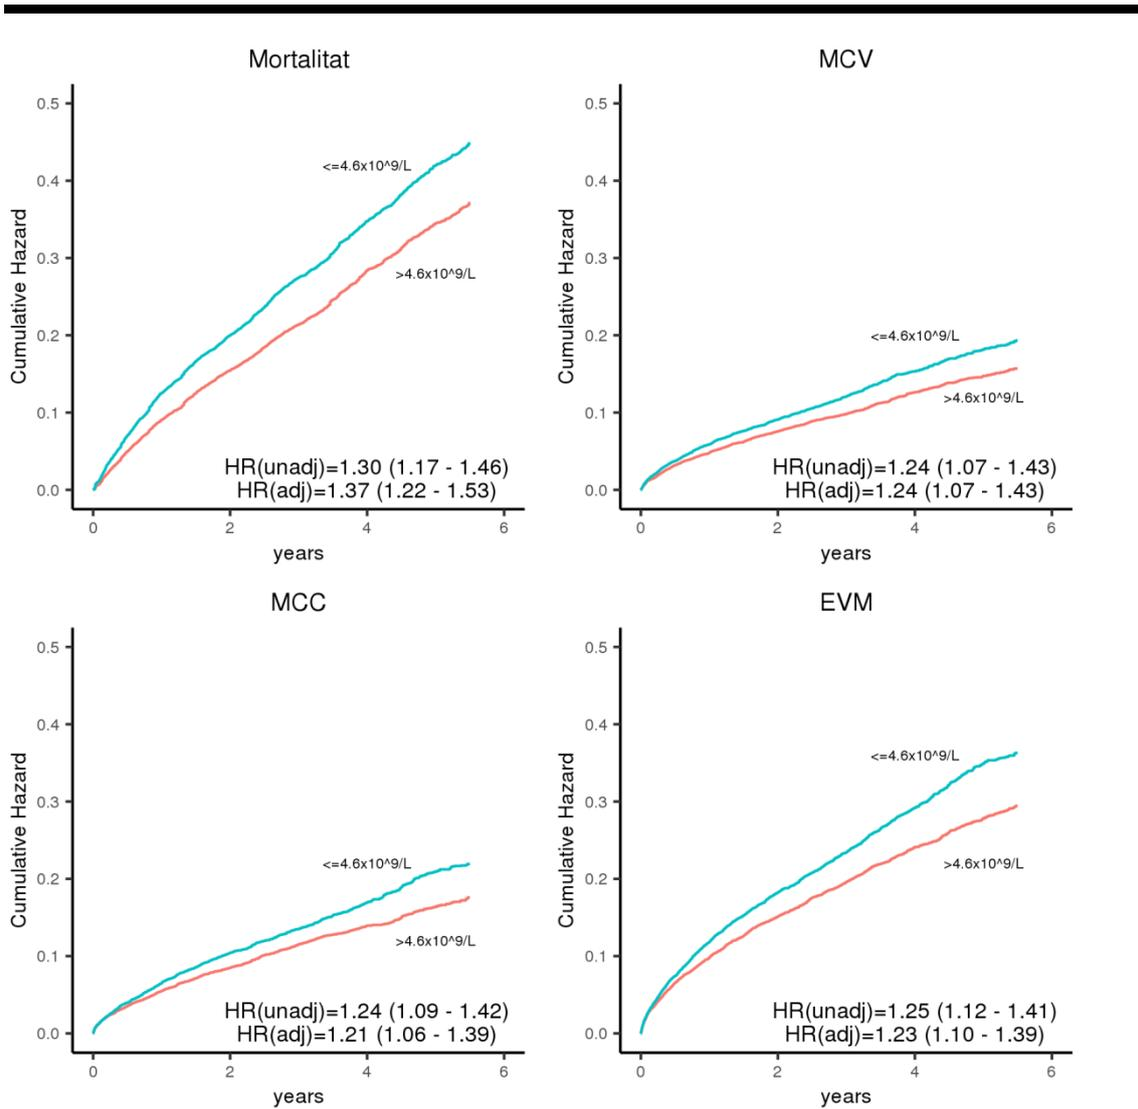 Mortalitat
Cumulative Hazard
0.5
0.4
0.3
0.2
0.1
0.0
<=4.6x10^9/L
>4.6x10^9/L
HR(unadj)=1.30 (1.17 - 1.46)
HR(adj)=1.37 (1.22 - 1.53)
0 2 4 6
years
MCV
Cumulative Hazard
0.5
0.4
0.3
0.2
0.1
0.0
<=4.6x10^9/L
>4.6x10^9/L
HR(unadj)=1.24 (1.07 - 1.43)
HR(adj)=1.24 (1.07 - 1.43)
0 2 4 6
years
MCC
Cumulative Hazard
0.5
0.4
0.3
0.2
0.1
0.0
<=4.6x10^9/L
>4.6x10^9/L
HR(unadj)=1.24 (1.09 - 1.42)
HR(adj)=1.21 (1.06 - 1.39)
0 2 4 6
years
EVM
Cumulative Hazard
0.5
0.4
0.3
0.2
0.1
0.0
<=4.6x10^9/L
>4.6x10^9/L
HR(unadj)=1.25 (1.12 - 1.41)
HR(adj)=1.23 (1.10 - 1.39)
0 2 4 6
years